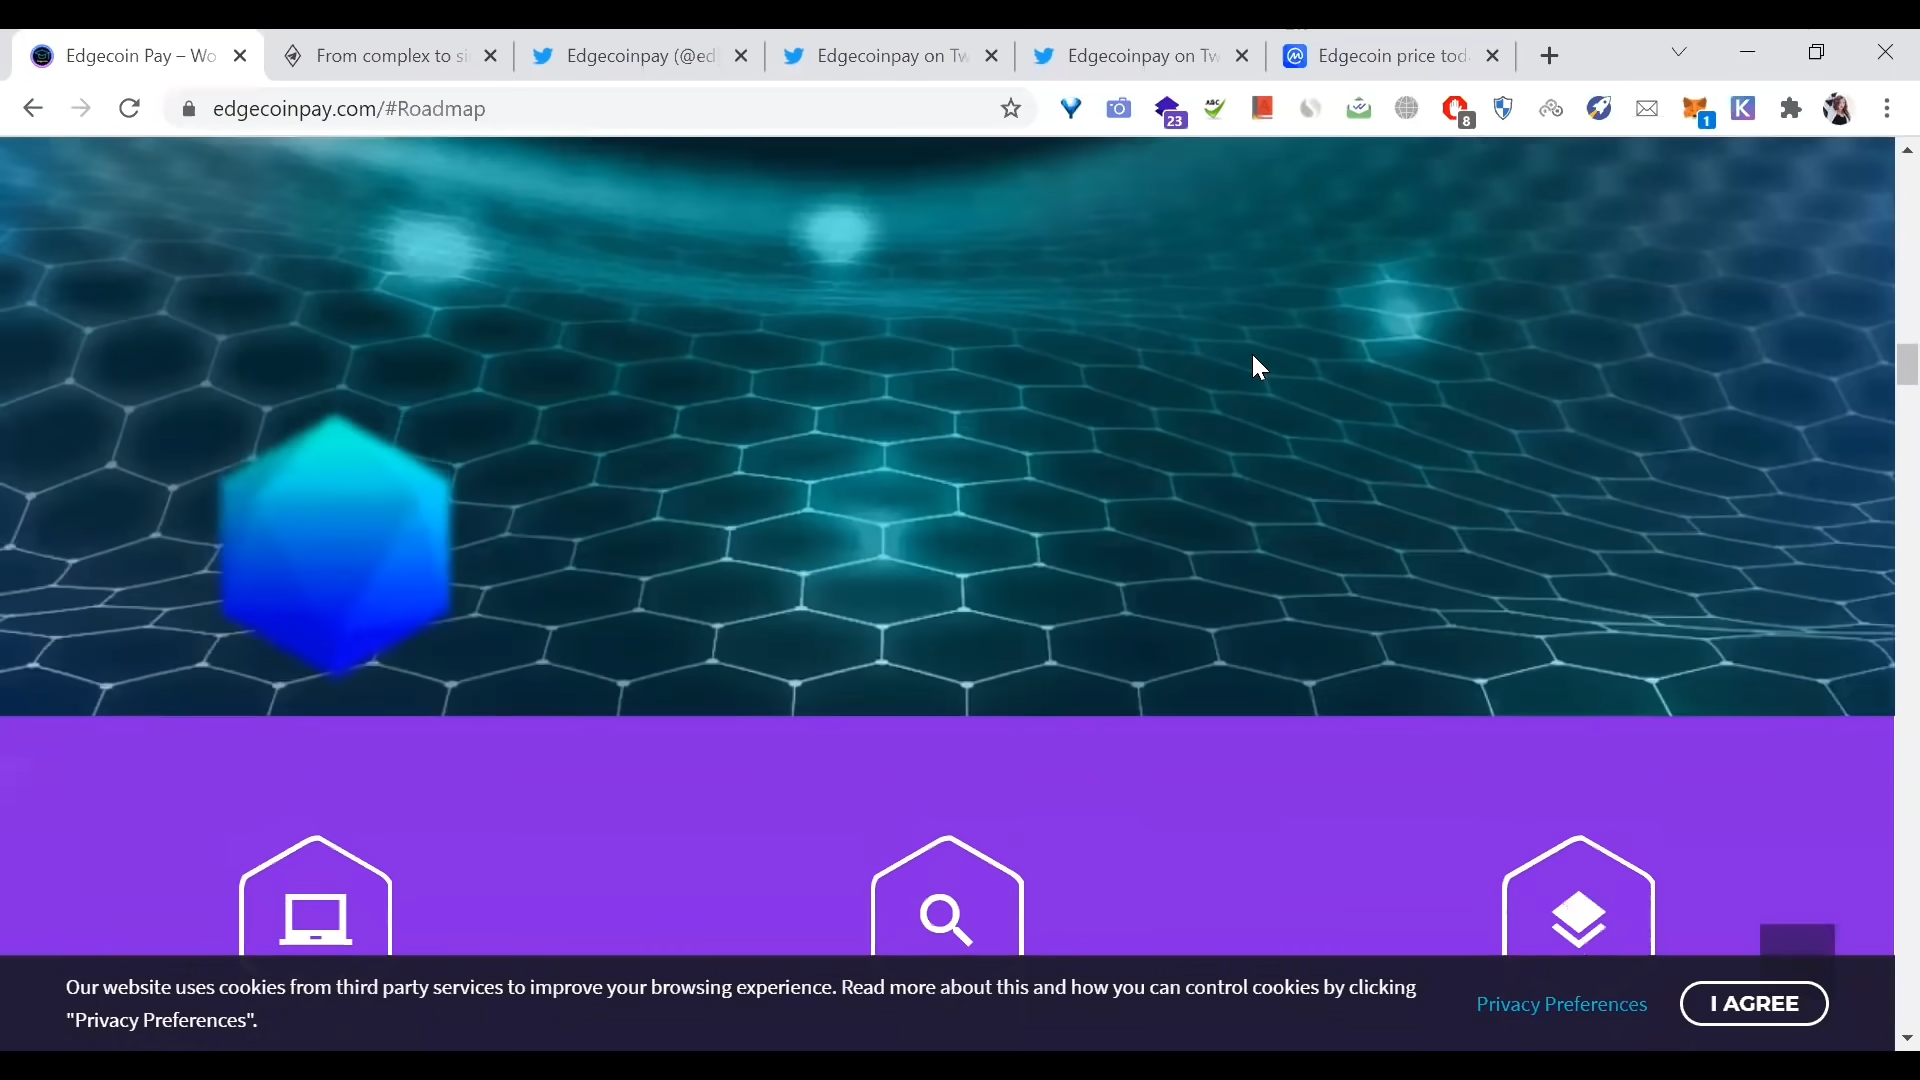 Edgecoin Pay – Wo
From complex to si
Edgecoinpay (@ed
Edgecoinpay on Tw
Edgecoinpay on Tw
Edgecoin price tod
edgecoinpay.com/#Roadmap
ABC
23
8
1
K
Our website uses cookies from third party services to improve your browsing experience. Read more about this and how you can control cookies by clicking
"Privacy Preferences".
Privacy Preferences
I AGREE